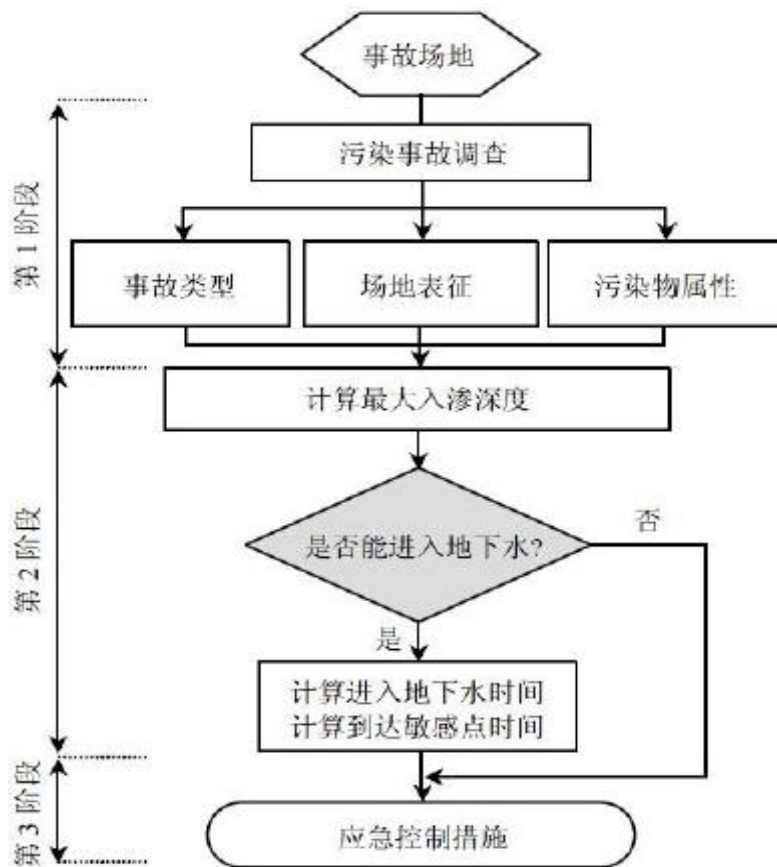 事故场地
第1阶段
污染事故调查
事故类型
场地表征
污染物属性
第2阶段
计算最大入渗深度
是否能进入地下水?
否
是
计算进入地下水时间
计算到达敏感点时间
第3阶段
应急控制措施